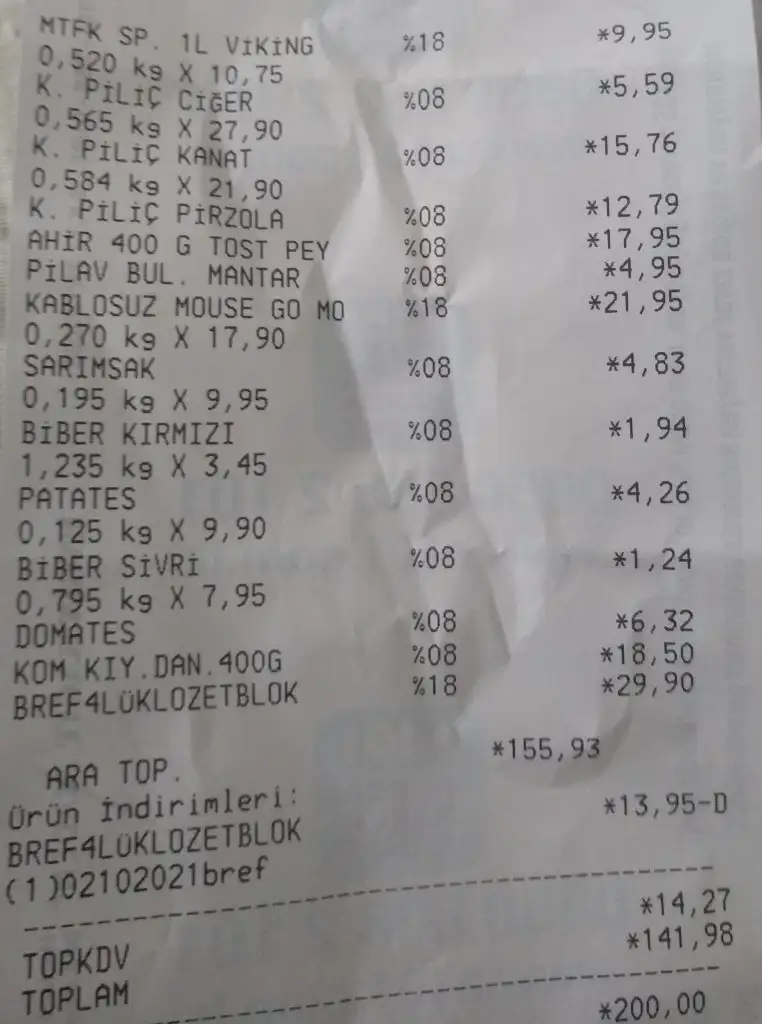 MTFK SP. 1L VİKİNG %18 *9,95
0,520 kg X 10,75
K. PİLİÇ CİĞER %08 *5,59
0,565 kg X 27,90
K. PİLİÇ KANAT %08 *15,76
0,584 kg X 21,90
K. PİLİÇ PİRZOLA %08 *12,79
AHİR 400 G TOST PEY %08 *17,95
PİLAV BUL. MANTAR %08 *4,95
KABLOSUZ MOUSE GO MO %18 *21,95
0,270 kg X 17,90
SARIMSAK %08 *4,83
0,195 kg X 9,95
BİBER KIRMIZI %08 *1,94
1,235 kg X 3,45
PATATES %08 *4,26
0,125 kg X 9,90
BİBER SİVRİ %08 *1,24
0,795 kg X 7,95
DOMATES %08 *6,32
KOM KIY.DAN.400G %08 *18,50
BREF4LÜKLOZETBLOK %18 *29,90
ARA TOP. *155,93
Ürün İndirimleri:
BREF4LÜKLOZETBLOK *13,95-D
(1)02102021bref
TOPKDV *14,27
TOPLAM *141,98
*200,00